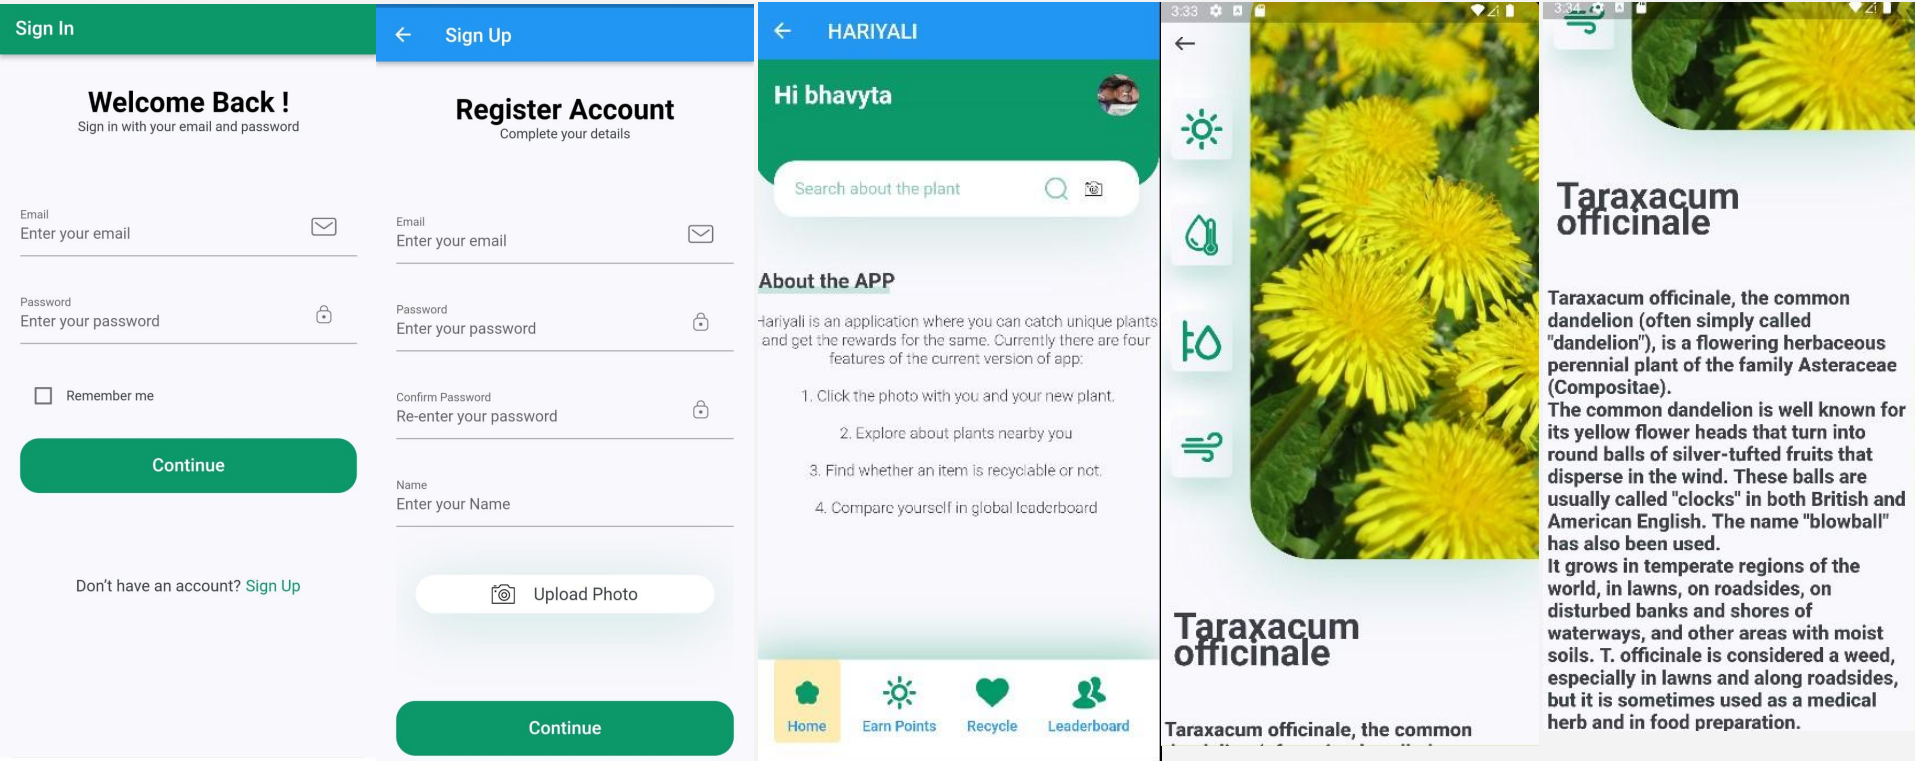 Sign In
Welcome Back !
Sign in with your email and password
Email
Enter your email
Password
Enter your password
Remember me
Continue
Don't have an account? Sign Up
Sign Up
Register Account
Complete your details
Email
Enter your email
Password
Enter your password
Confirm Password
Re-enter your password
Name
Enter your Name
Upload Photo
Continue
HARIYALI
Hi bhavyta
Search about the plant
About the APP
Hariyali is an application where you can catch unique plants
and get the rewards for the same. Currently there are four
features of the current version of app:
1. Click the photo with you and your new plant.
2. Explore about plants nearby you
3. Find whether an item is recyclable or not.
4. Compare yourself in global leaderboard
Home
Earn Points
Recycle
Leaderboard
3:33
Taraxacum
officinale
Taraxacum officinale, the common
3:34
Taraxacum
officinale
Taraxacum officinale, the common
dandelion (often simply called
"dandelion"), is a flowering herbaceous
perennial plant of the family Asteraceae
(Compositae).
The common dandelion is well known for
its yellow flower heads that turn into
round balls of silver-tufted fruits that
disperse in the wind. These balls are
usually called "clocks" in both British and
American English. The name "blowball"
has also been used.
It grows in temperate regions of the
world, in lawns, on roadsides, on
disturbed banks and shores of
waterways, and other areas with moist
soils. T. officinale is considered a weed,
especially in lawns and along roadsides,
but it is sometimes used as a medical
herb and in food preparation.